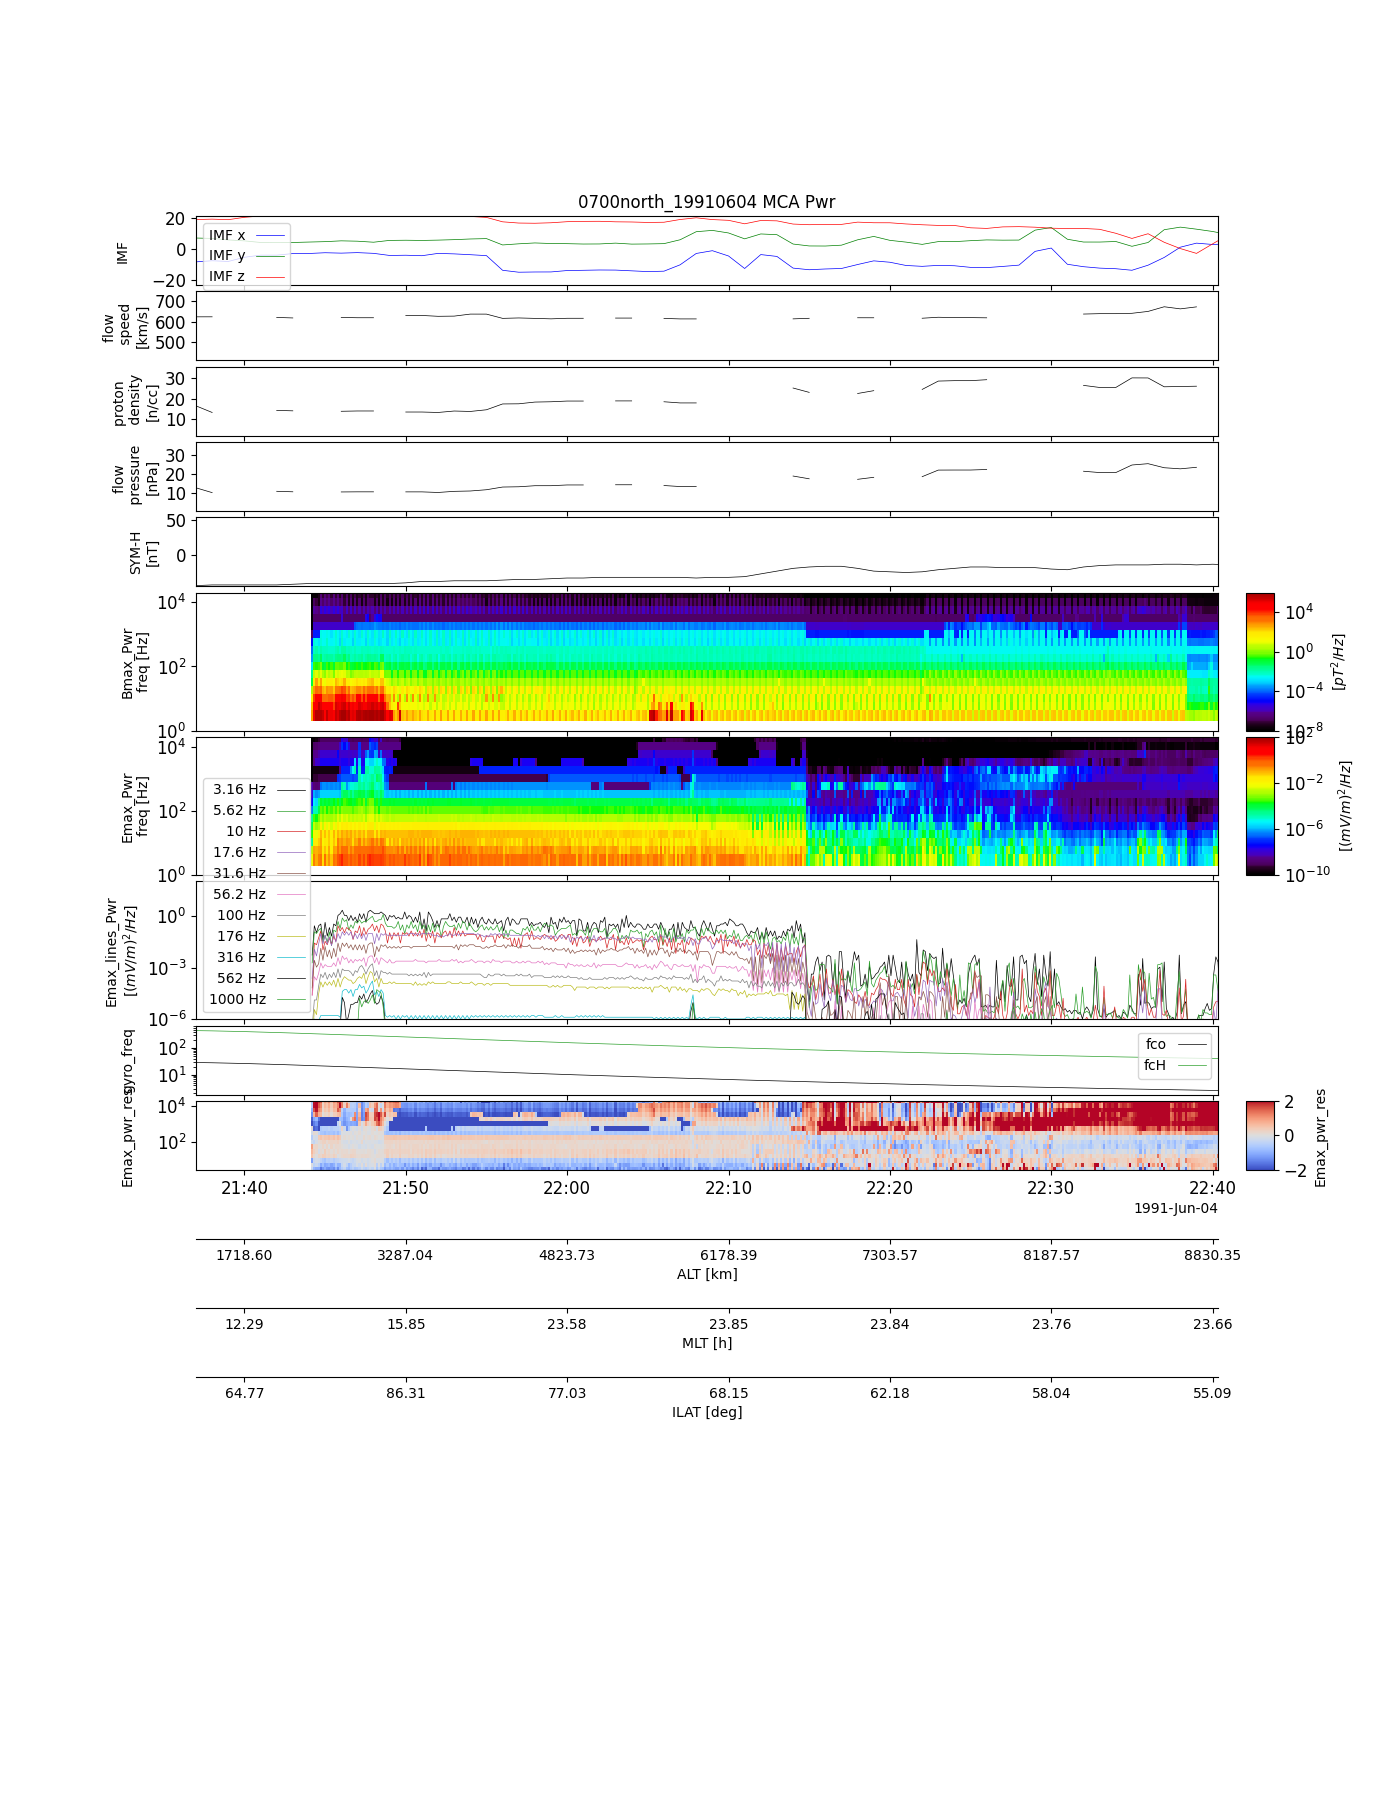 0700north_19910604 MCA Pwr
20
0
−20
IMF
IMF x
IMF y
IMF z
700
600
500
flow
speed
[km/s]
30
20
10
proton
density
[n/cc]
30
20
10
flow
pressure
[nPa]
50
0
SYM-H
[nT]
10^4
10^2
10^0
Bmax_Pwr
freq [Hz]
10^4
10^0
10^−4
10^−8
[pT^2/Hz]
10^4
10^2
10^0
Emax_Pwr
freq [Hz]
10^2
10^−2
10^−6
10^−10
[(mV/m)^2/Hz]
3.16 Hz
5.62 Hz
10 Hz
17.6 Hz
31.6 Hz
56.2 Hz
100 Hz
176 Hz
316 Hz
562 Hz
1000 Hz
10^0
10^−3
10^−6
Emax_lines_Pwr
[(mV/m)^2/Hz]
10^2
10^1
gyro_freq
fco
fcH
10^4
10^2
Emax_pwr_res
2
0
−2
Emax_pwr_res
21:40 21:50 22:00 22:10 22:20 22:30 22:40
1991-Jun-04
1718.60 3287.04 4823.73 6178.39 7303.57 8187.57 8830.35
ALT [km]
12.29 15.85 23.58 23.85 23.84 23.76 23.66
MLT [h]
64.77 86.31 77.03 68.15 62.18 58.04 55.09
ILAT [deg]